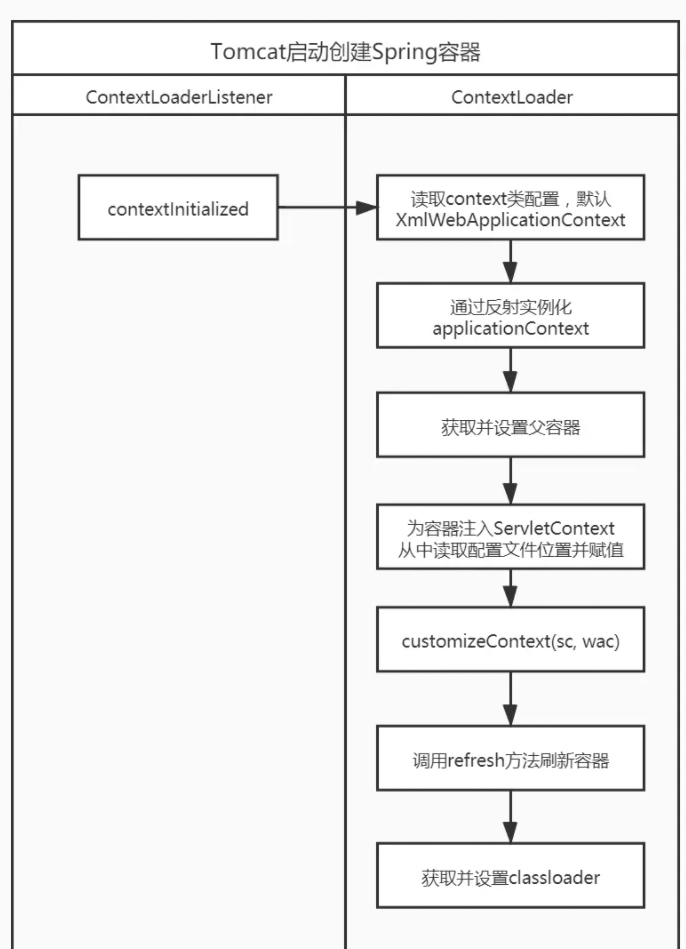 Tomcat启动创建Spring容器
ContextLoaderListener
ContextLoader
contextInitialized
读取context类配置，默认
XmlWebApplicationContext
通过反射实例化
applicationContext
获取并设置父容器
为容器注入ServletContext
从中读取配置文件位置并赋值
customizeContext(sc, wac)
调用refresh方法刷新容器
获取并设置classloader